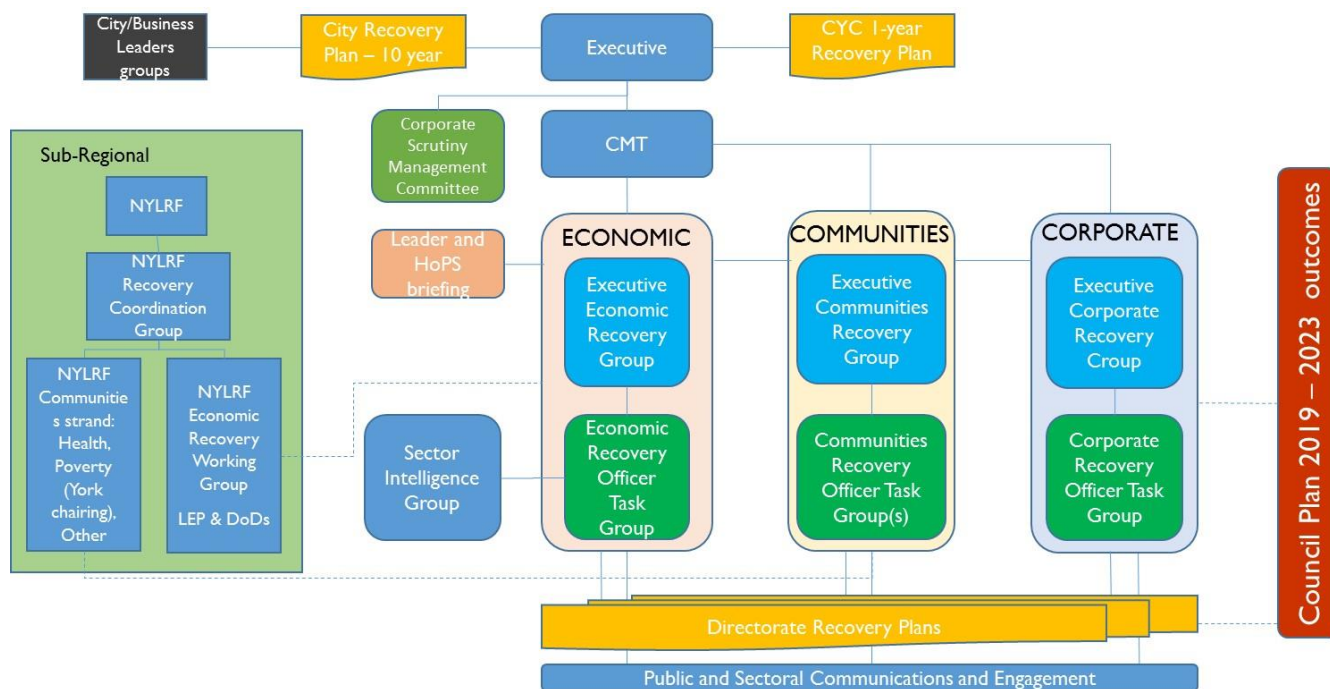 City/Business
Leaders
groups
City Recovery
Plan – 10 year
Executive
CYC 1-year
Recovery Plan
Corporate
Scrutiny
Management
Committee
CMT
Sub-Regional
NYLRF
NYLRF
Recovery
Coordination
Group
NYLRF
Communitie
s strand:
Health,
Poverty
(York
chairing),
Other
NYLRF
Economic
Recovery
Working
Group
LEP & DoDs
Leader and
HoPS
briefing
Sector
Intelligence
Group
ECONOMIC
Executive
Economic
Recovery
Group
Economic
Recovery
Officer
Task
Group
COMMUNITIES
Executive
Communities
Recovery
Group
Communities
Recovery
Officer Task
Group(s)
CORPORATE
Executive
Corporate
Recovery
Croup
Corporate
Recovery
Officer Task
Group
Council Plan 2019 – 2023 outcomes
Directorate Recovery Plans
Public and Sectoral Communications and Engagement